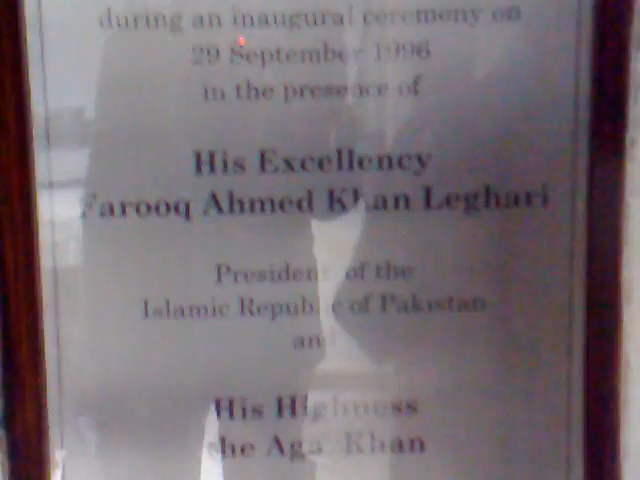 during an inaugural ceremony on
29 September 1996
in the presence of
His Excellency
Farooq Ahmed Khan Leghari
President of the
Islamic Republic of Pakistan
and
His Highness
the Aga Khan